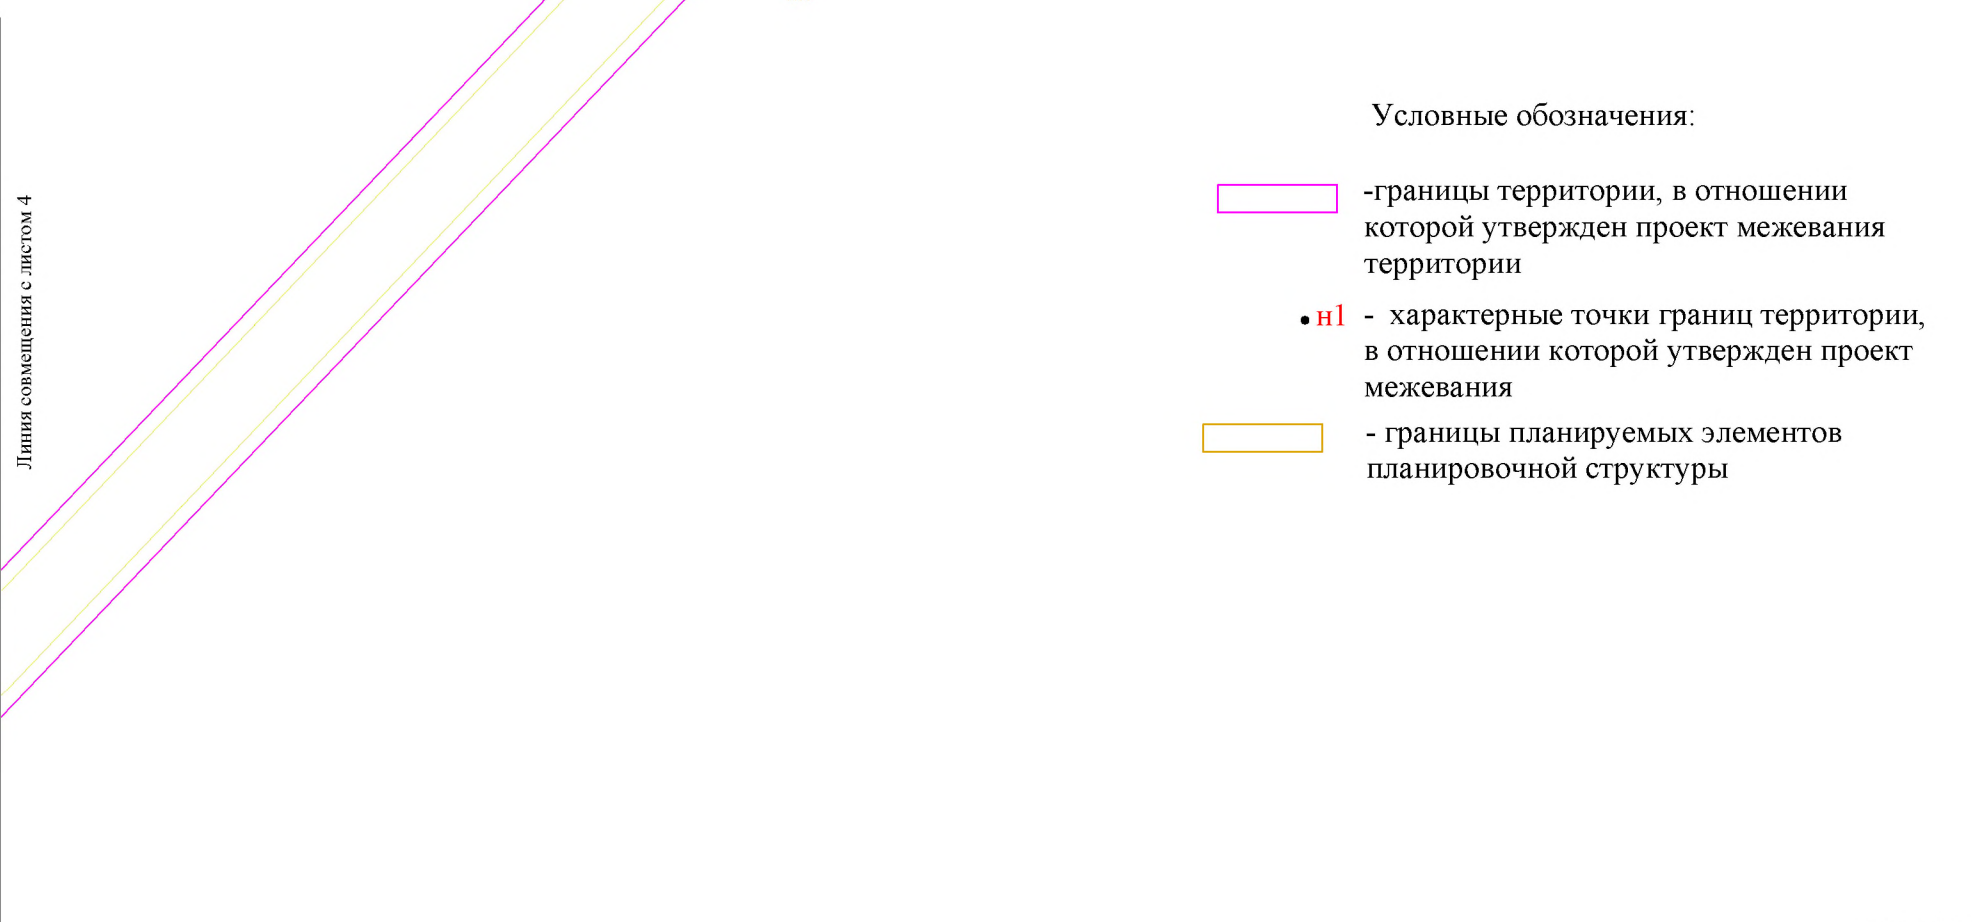 Линия совмещения с листом 4
Условные обозначения:
-границы территории, в отношении
которой утвержден проект межевания
территории
н1 - характерные точки границ территории,
в отношении которой утвержден проект
межевания
- границы планируемых элементов
планировочной структуры